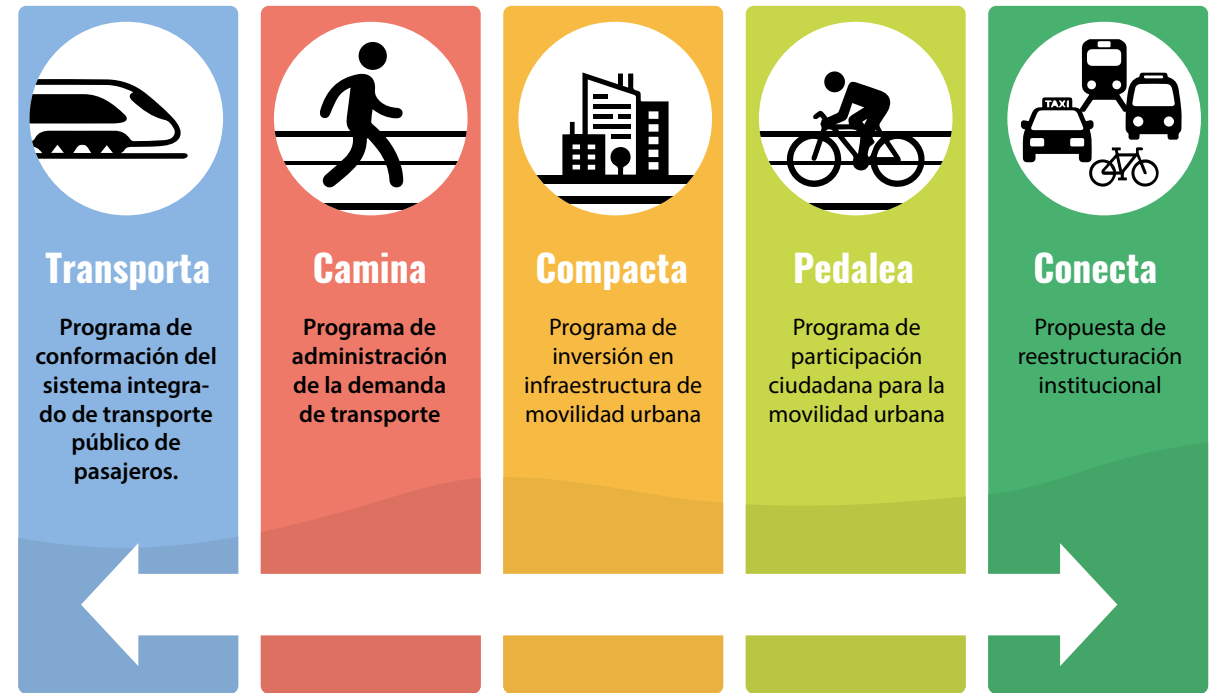 TAXI
Transporta
Programa de
conformación del
sistema integra-
do de transporte
público de
pasajeros.
Camina
Programa de
administración
de la demanda
de transporte
Compacta
Programa de
inversión en
infraestructura de
movilidad urbana
Pedalea
Programa de
participación
ciudadana para la
movilidad urbana
Conecta
Propuesta de
reestructuración
institucional